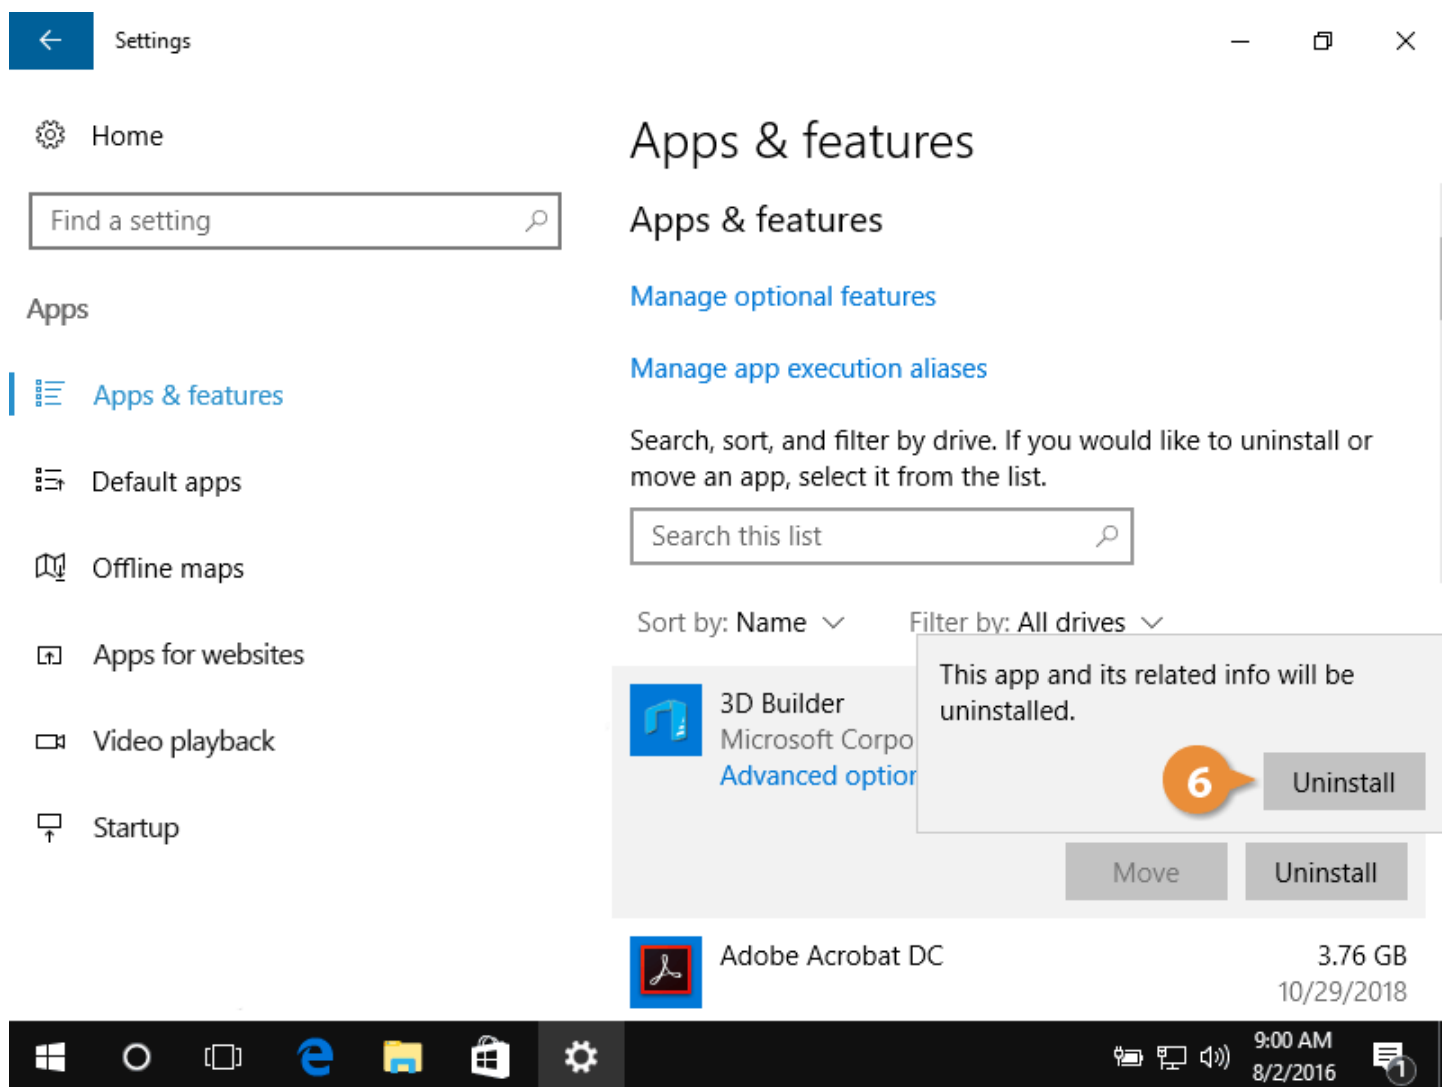 Settings
Home
Find a setting
Apps
Apps & features
Default apps
Offline maps
Apps for websites
Video playback
Startup
Apps & features
Apps & features
Manage optional features
Manage app execution aliases
Search, sort, and filter by drive. If you would like to uninstall or
move an app, select it from the list.
Search this list
Sort by: Name
Filter by: All drives
This app and its related info will be
uninstalled.
6
Uninstall
3D Builder
Microsoft Corpo
Advanced option
Move
Uninstall
Adobe Acrobat DC
3.76 GB
10/29/2018
9:00 AM
8/2/2016
1